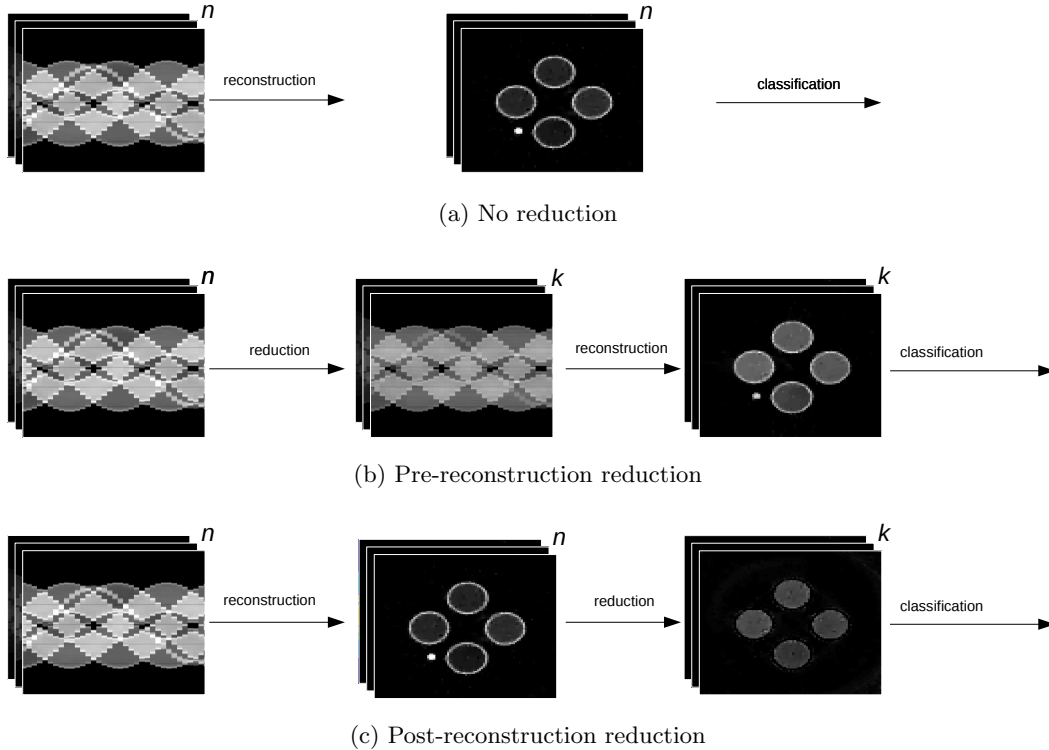 n
n
reconstruction
classification
(a) No reduction
n
k
k
reduction
reconstruction
classification
(b) Pre-reconstruction reduction
n
n
k
reconstruction
reduction
classification
(c) Post-reconstruction reduction